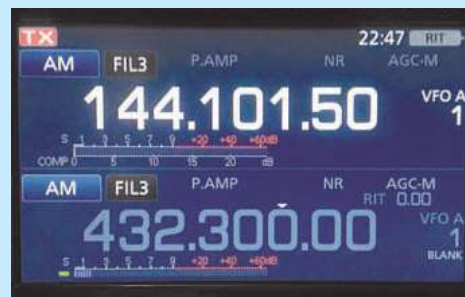 TX 22:47 RIT
AM FIL3 P.AMP NR AGC-M
144.101.50 VFO A
1
S 1 3 5 7 9 +20 +40 +60dB
COMP 0 5 10 15 20 dB
AM FIL3 P.AMP NR AGC-M
RIT 0.00
432.300.00 VFO A
1
BLANK
S 1 3 5 7 9 +20 +40 +60dB